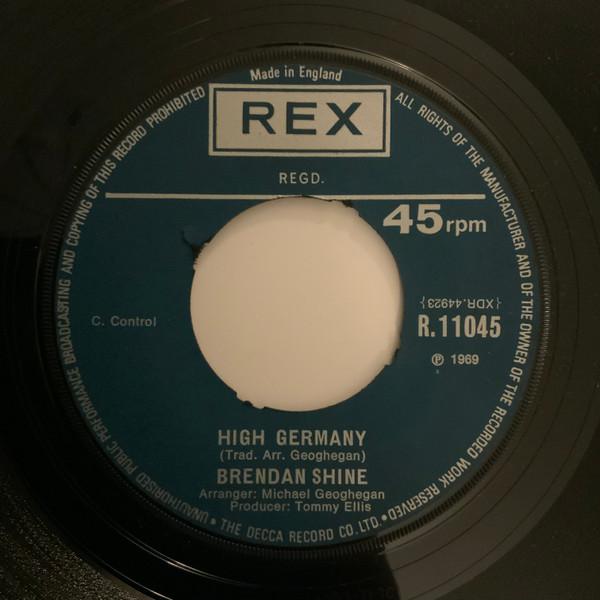 Made in England
REX
REGD.
45rpm
{XDR.44923}
R.11045
C. Control
℗ 1969
HIGH GERMANY
(Trad. Arr. Geoghegan)
BRENDAN SHINE
Arranger: Michael Geoghegan
Producer: Tommy Ellis
ALL RIGHTS OF THE MANUFACTURER AND OF THE OWNER OF THE RECORDED WORK RESERVED • THE DECCA RECORD CO. LTD. • UNAUTHORISED PUBLIC PERFORMANCE BROADCASTING AND COPYING OF THIS RECORD PROHIBITED